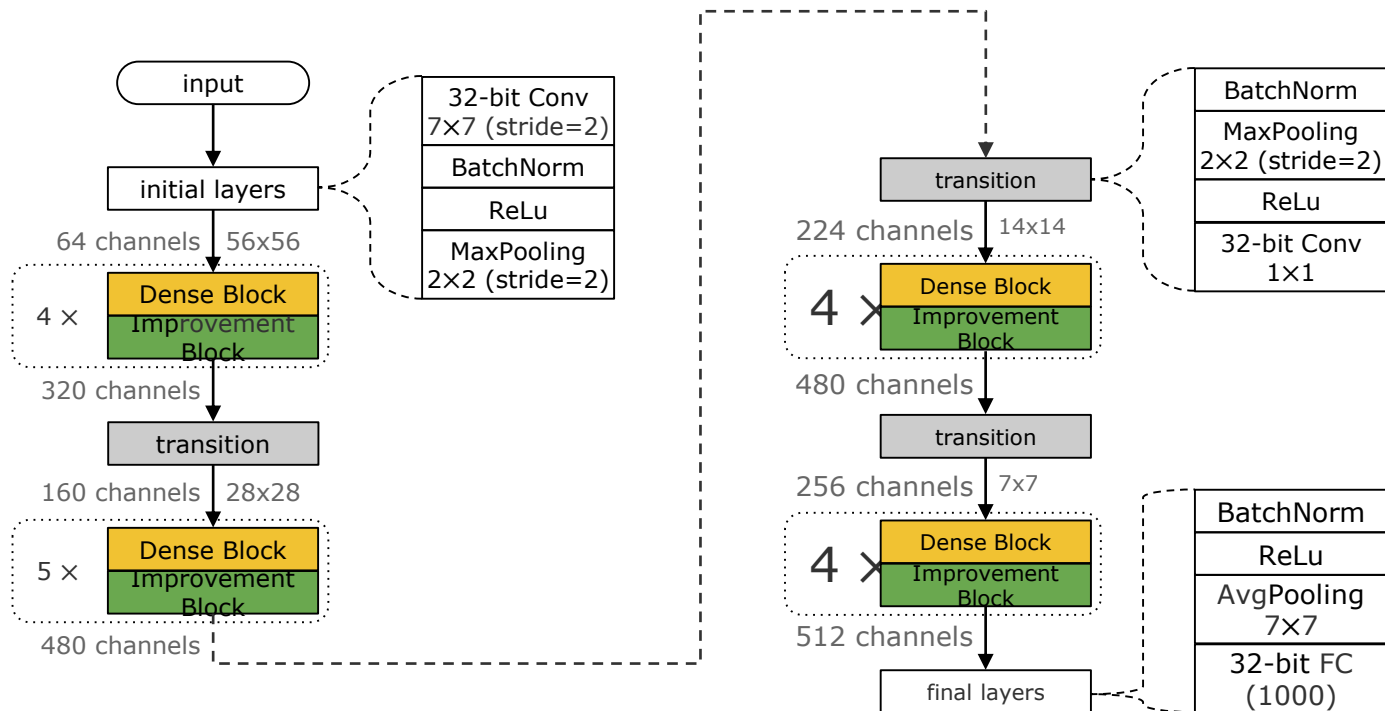 input
initial layers
64 channels
56x56
4 ×
Dense Block
Improvement
Block
320 channels
transition
160 channels
28x28
5 ×
Dense Block
Improvement
Block
480 channels
32-bit Conv
7×7 (stride=2)
BatchNorm
ReLu
MaxPooling
2×2 (stride=2)
transition
224 channels
14x14
4 ×
Dense Block
Improvement
Block
480 channels
transition
256 channels
7x7
4 ×
Dense Block
Improvement
Block
512 channels
final layers
BatchNorm
MaxPooling
2×2 (stride=2)
ReLu
32-bit Conv
1×1
BatchNorm
ReLu
AvgPooling
7×7
32-bit FC
(1000)